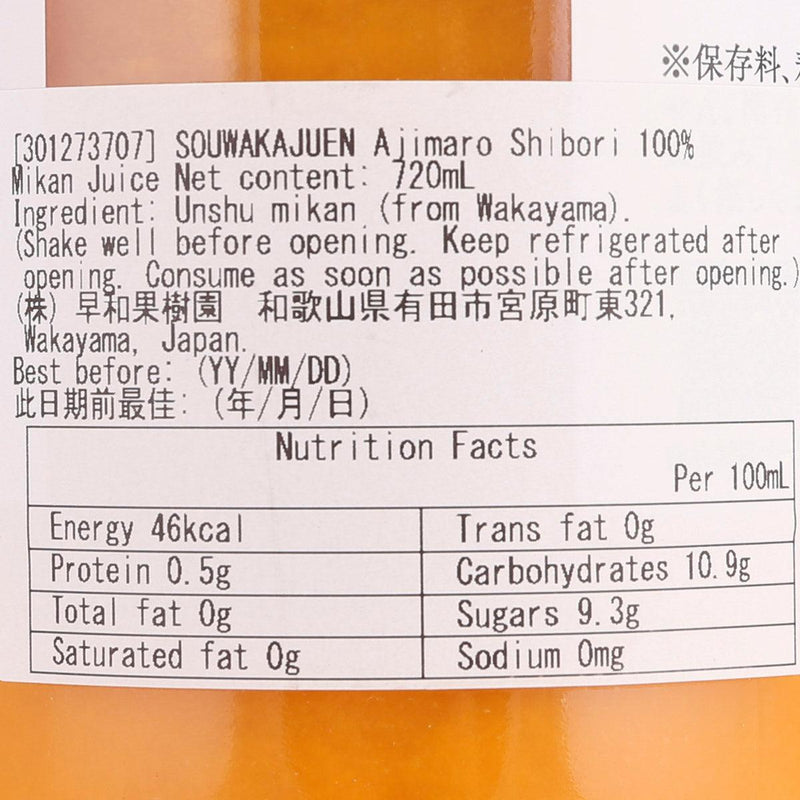 ※保存料、
[301273707] SOUWAKAJUEN Ajimaro Shibori 100%
Mikan Juice Net content: 720mL
Ingredient: Unshu mikan (from Wakayama).
(Shake well before opening. Keep refrigerated after
opening. Consume as soon as possible after opening.)
(株) 早和果樹園 和歌山県有田市宮原町東321,
Wakayama, Japan.
Best before: (YY/MM/DD)
此日期前最佳: (年/月/日)
Nutrition Facts
Per 100mL
Energy 46kcal Trans fat 0g
Protein 0.5g Carbohydrates 10.9g
Total fat 0g Sugars 9.3g
Saturated fat 0g Sodium 0mg